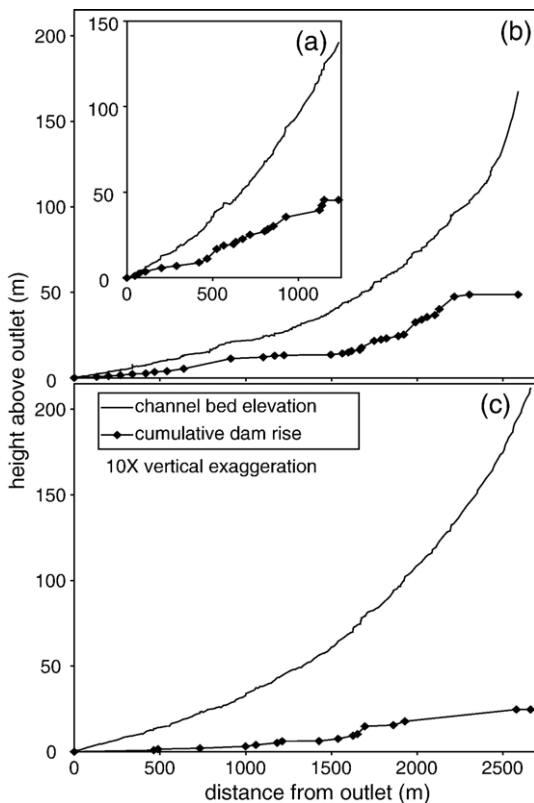 height above outlet (m)
200
150
100
50
0
(b)
150
100
50
0
(a)
0 500 1000
200
150
100
50
0
(c)
channel bed elevation
cumulative dam rise
10X vertical exaggeration
0 500 1000 1500 2000 2500
distance from outlet (m)